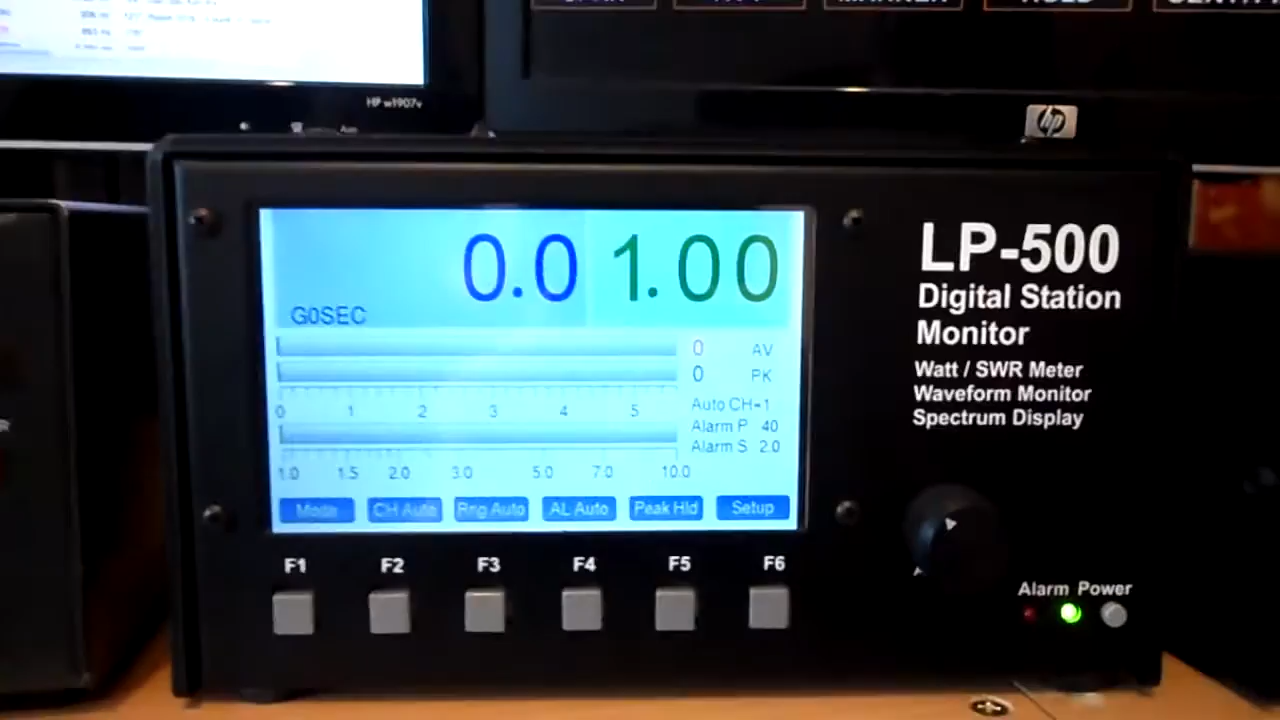 HP w1907v
hp
LP-500
Digital Station
Monitor
Watt / SWR Meter
Waveform Monitor
Spectrum Display
0.0 1.00
G0SEC
0 AV
0 PK
0 1 2 3 4 5
Auto CH-1
Alarm P 40
Alarm S 2.0
1.0 1.5 2.0 3.0 5.0 7.0 10.0
Mode CH Auto Rng Auto AL Auto Peak Hld Setup
F1 F2 F3 F4 F5 F6
Alarm Power